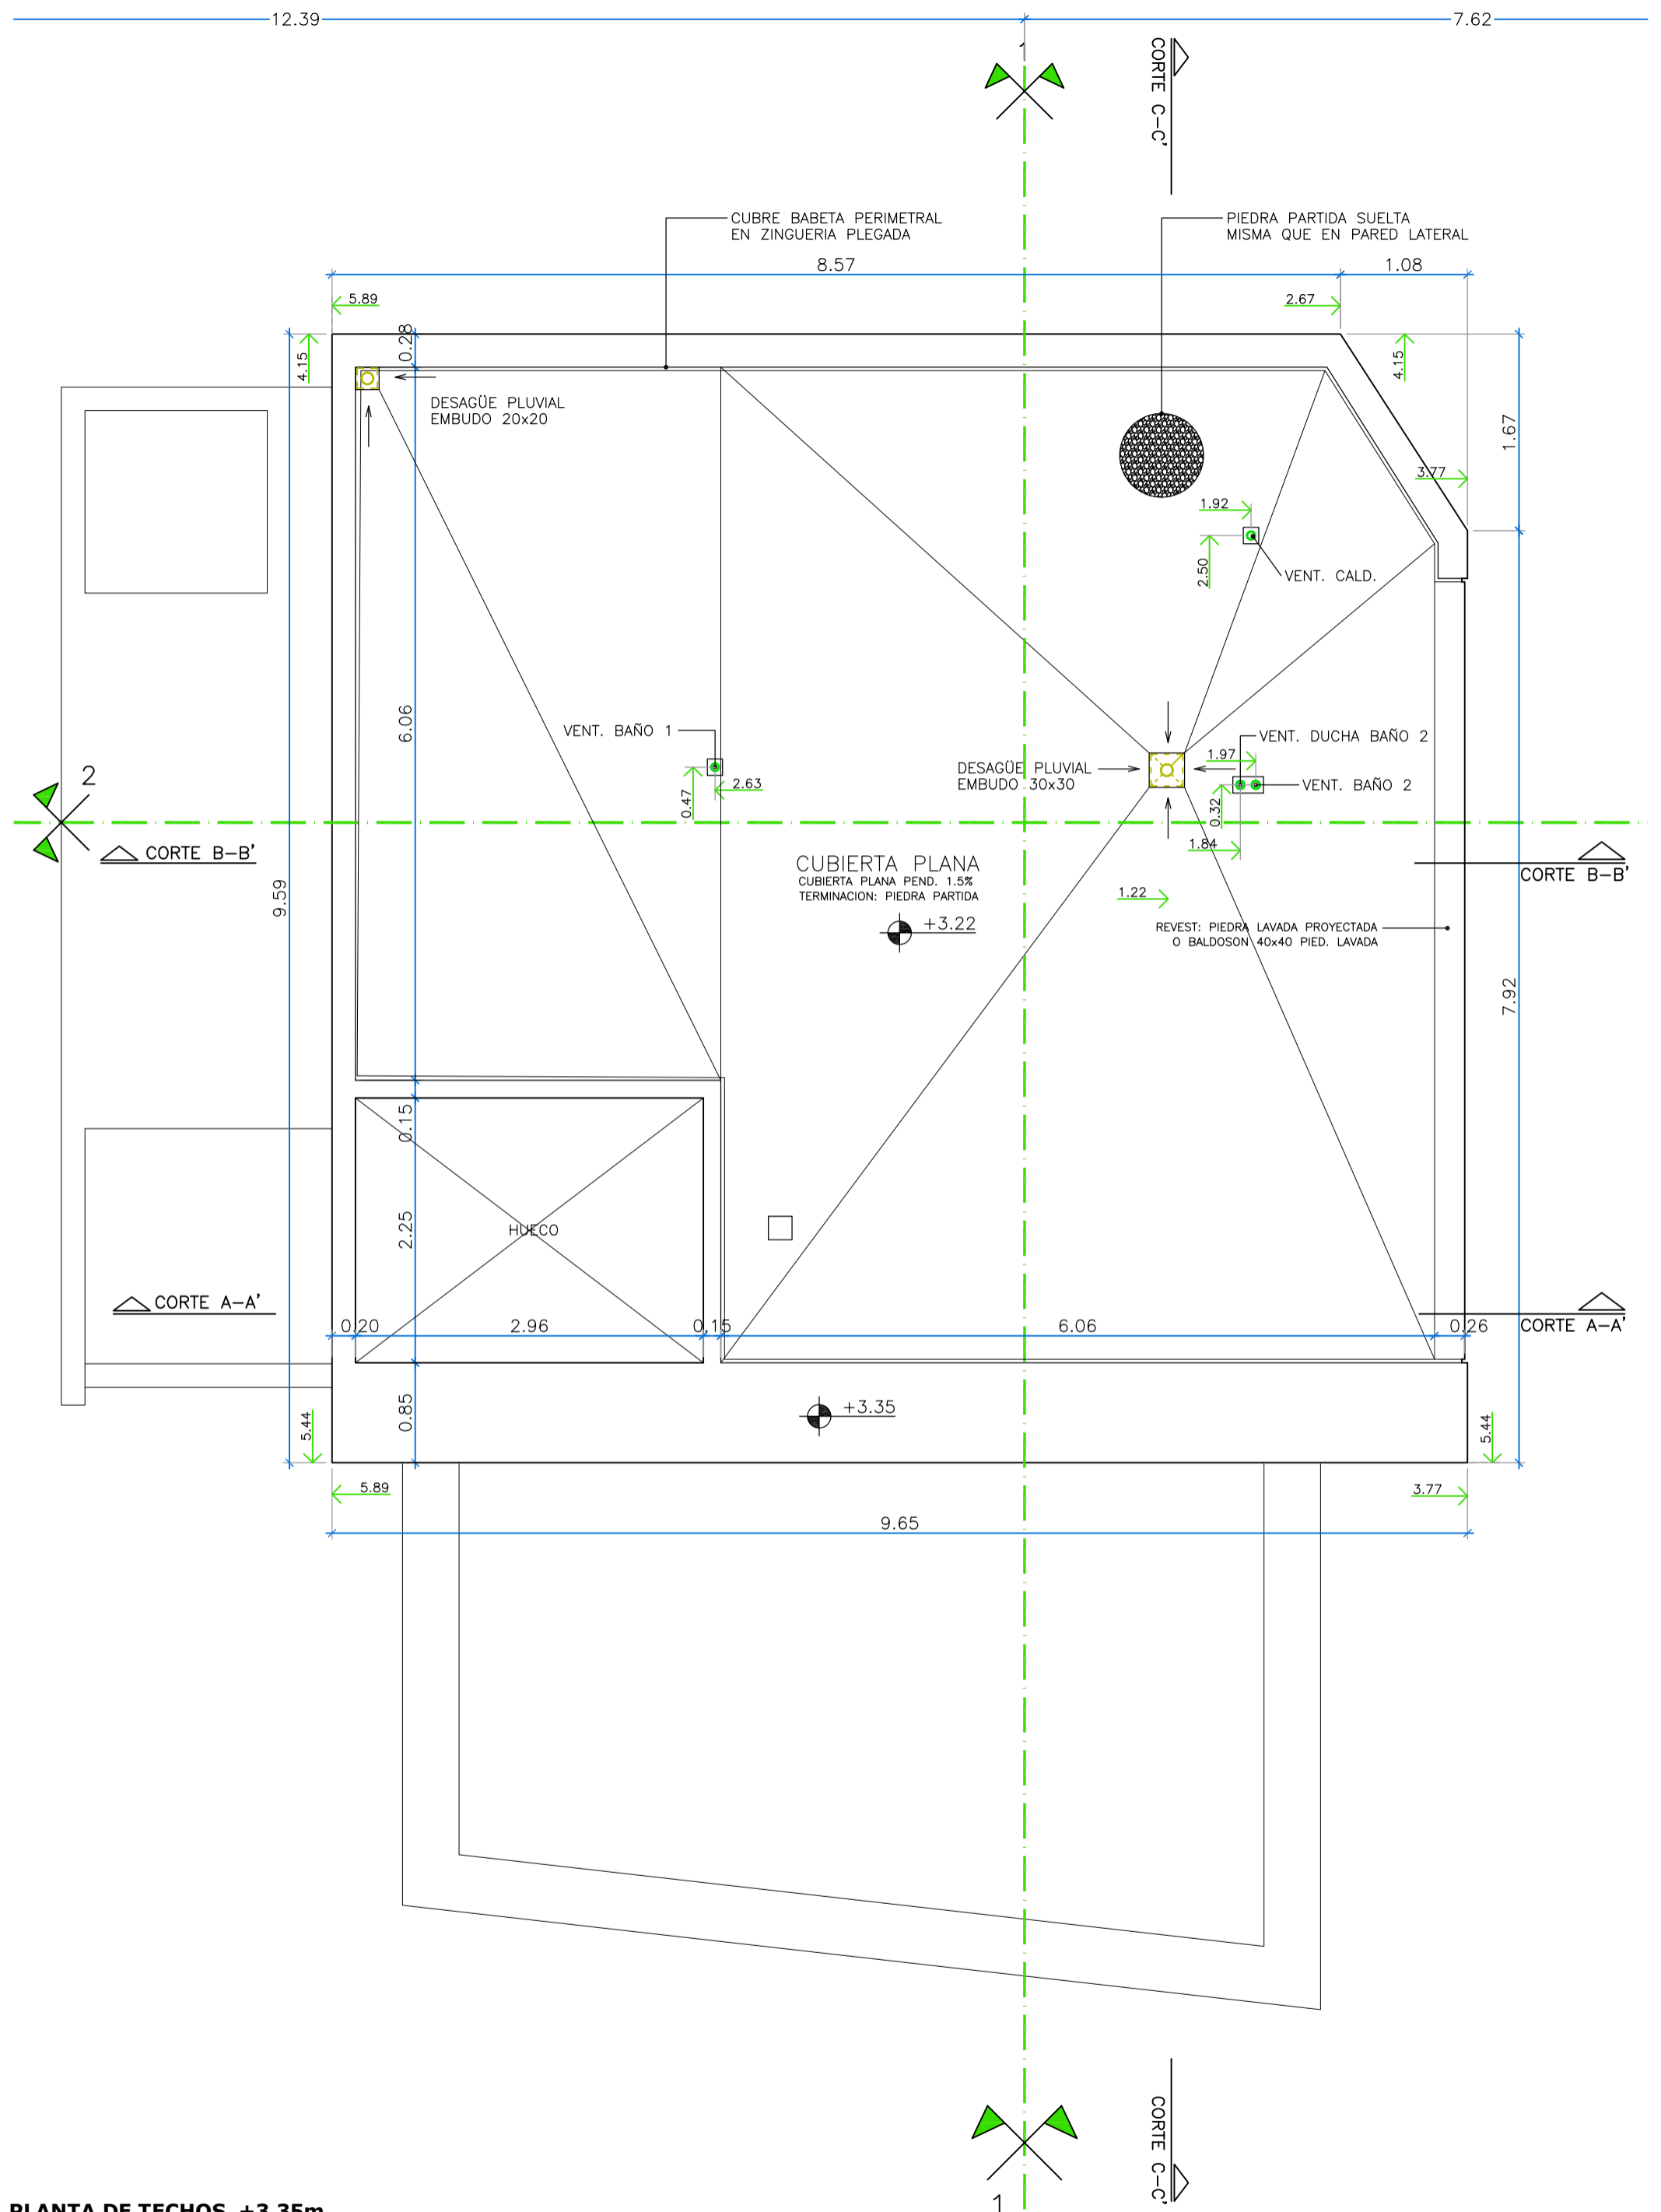 12.39
7.62
1
CORTE C-C'
CUBRE BABETA PERIMETRAL
EN ZINGUERIA PLEGADA
PIEDRA PARTIDA SUELTA
MISMA QUE EN PARED LATERAL
8.57
1.08
5.89
2.67
0.28
4.15
4.15
DESAGÜE PLUVIAL
EMBUDO 20x20
1.67
3.77
1.92
2.50
VENT. CALD.
6.06
VENT. BAÑO 1
VENT. DUCHA BAÑO 2
1.97
DESAGÜE PLUVIAL
EMBUDO 30x30
2
2.63
0.47
VENT. BAÑO 2
0.32
1.84
CORTE B-B'
CUBIERTA PLANA
CUBIERTA PLANA PEND. 1.5%
TERMINACION: PIEDRA PARTIDA
CORTE B-B'
9.59
1.22
+3.22
REVEST: PIEDRA LAVADA PROYECTADA
O BALDOSON 40x40 PIED. LAVADA
7.92
0.15
2.25
HUECO
CORTE A-A'
0.20
2.96
0.15
6.06
0.26
CORTE A-A'
0.85
+3.35
5.44
5.44
5.89
3.77
9.65
CORTE C-C'
1
PLANTA DE TECHOS +3.35m